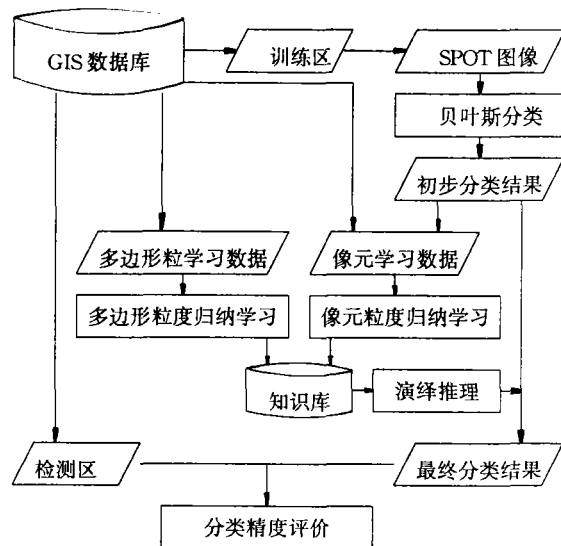 GIS 数据库
训练区
SPOT 图像
贝叶斯分类
初步分类结果
多边形粒学习数据
像元学习数据
多边形粒度归纳学习
像元粒度归纳学习
知识库
演绎推理
检测区
最终分类结果
分类精度评价